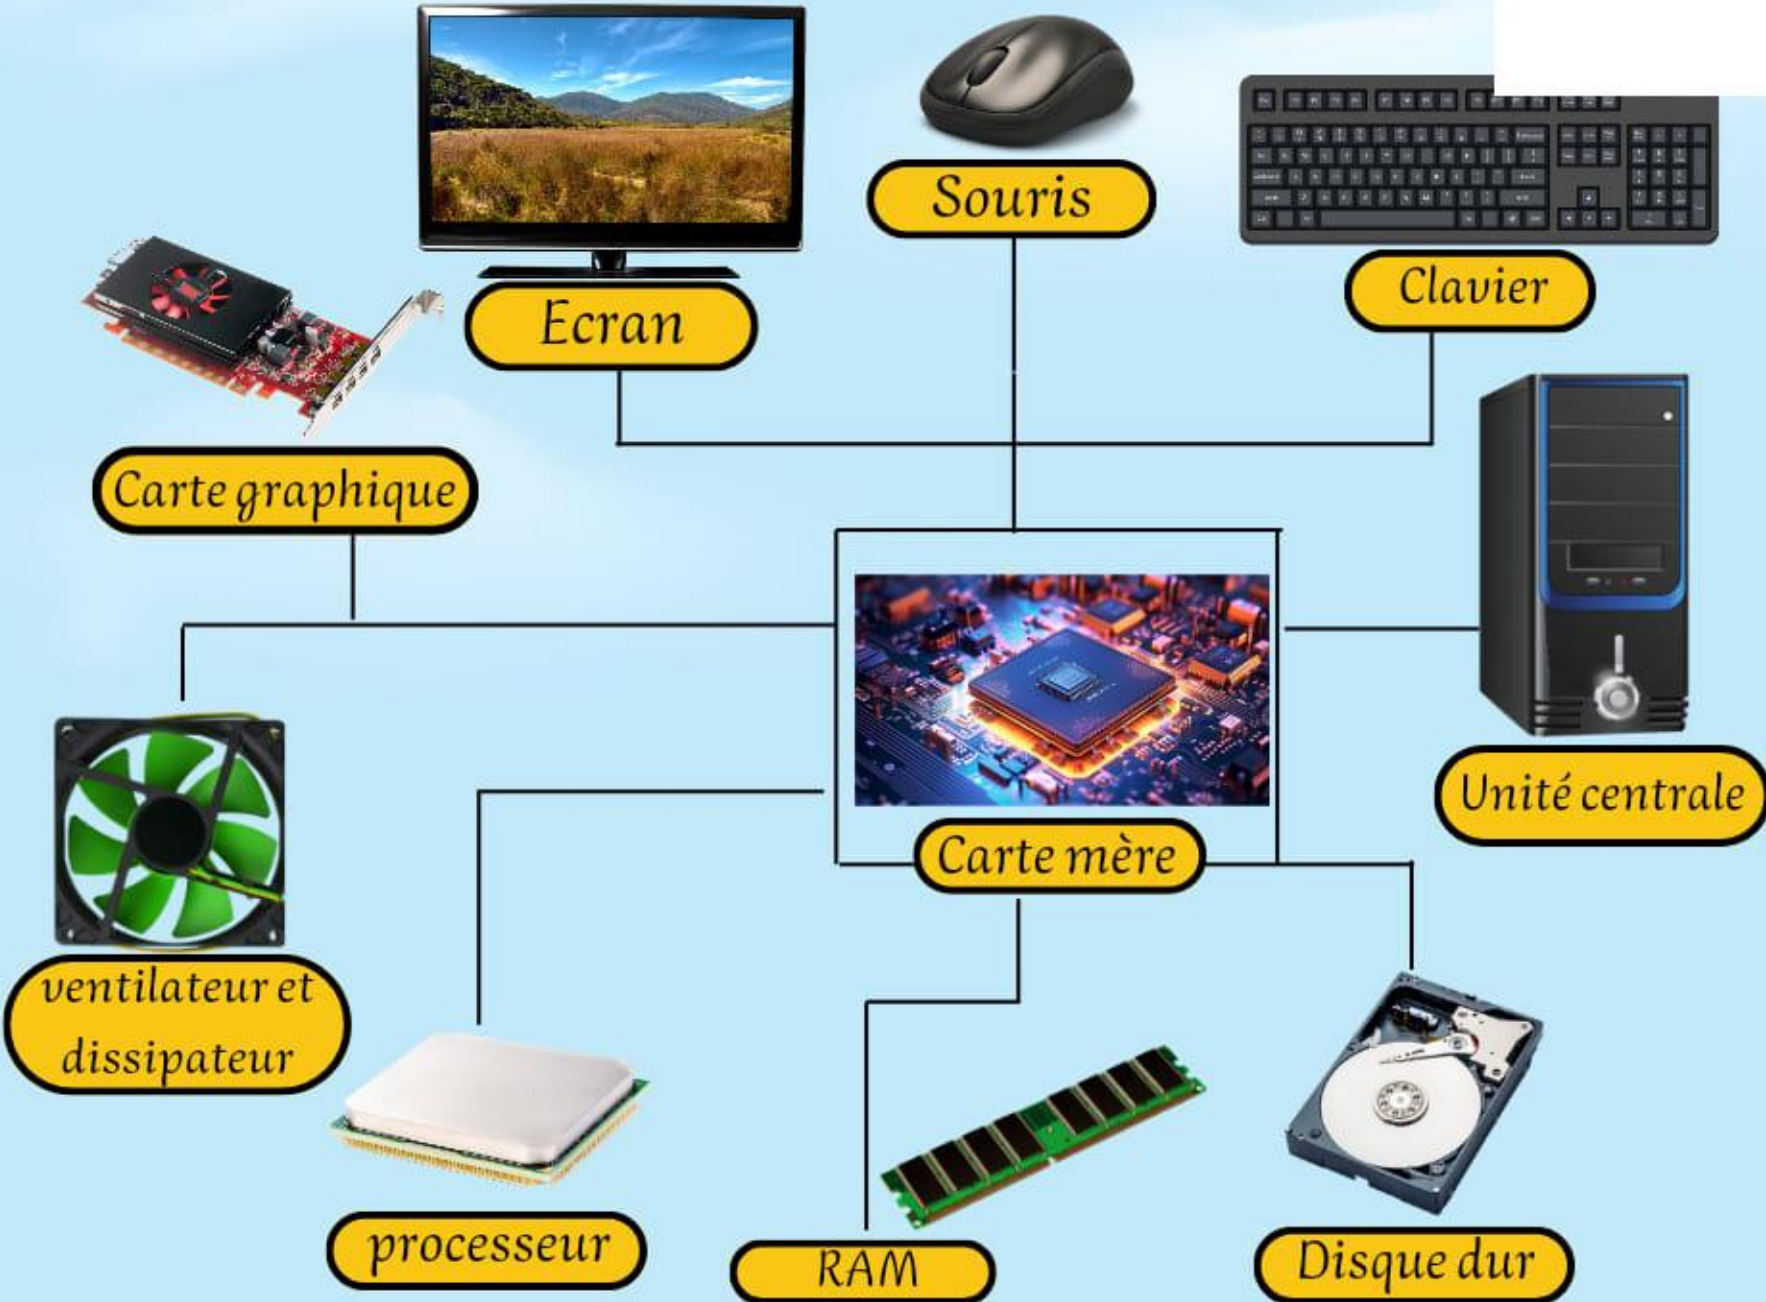 Souris
Clavier
Ecran
Carte graphique
Unité centrale
Carte mère
ventilateur et
dissipateur
processeur
RAM
Disque dur